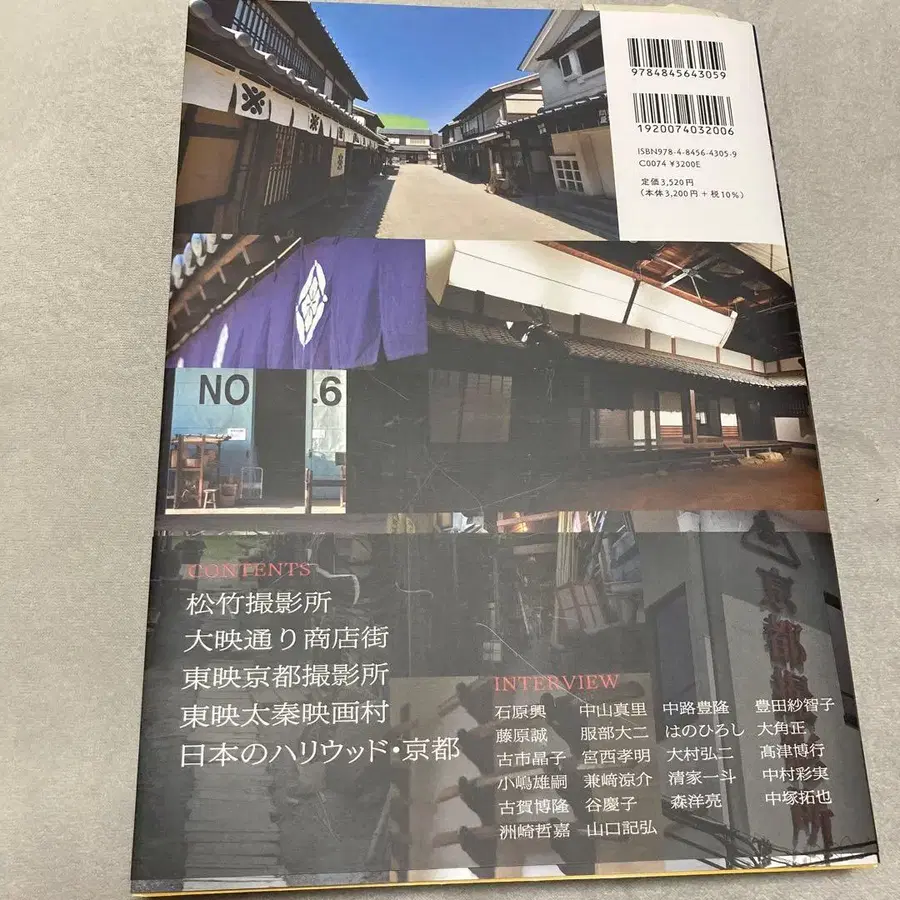 9784845643059
1920074032006
ISBN978-4-8456-4305-9
C0074 ¥3200E
定価3,520円
(本体3,200円+税10%)
NO.6
CONTENTS
松竹撮影所
大映通り商店街
東映京都撮影所
東映太秦映画村
日本のハリウッド・京都
INTERVIEW
石原興 中山真里 中路豊隆 豊田紗智子
藤原誠 服部大二 はのひろし 大角正
古市晶子 宮西孝明 大村弘二 髙津博行
小嶋雄嗣 兼﨑涼介 清家一斗 中村彩実
古賀博隆 谷慶子 森洋亮 中塚拓也
洲崎哲嘉 山口記弘
京都
所